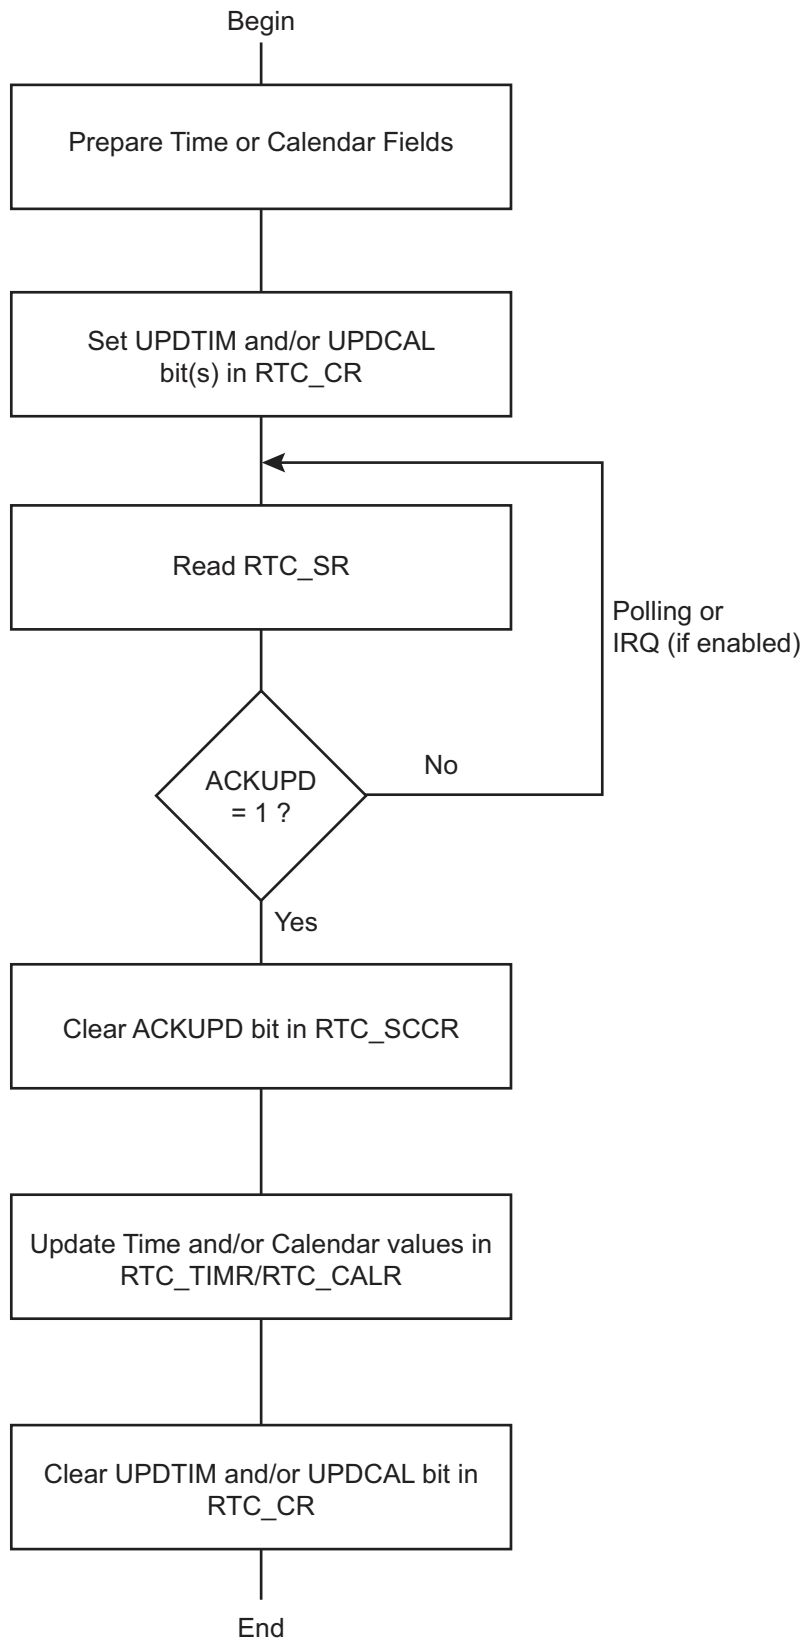 Begin
Prepare Time or Calendar Fields
Set UPDTIM and/or UPDCAL
bit(s) in RTC_CR
Read RTC_SR
Polling or
IRQ (if enabled)
ACKUPD
= 1 ?
No
Yes
Clear ACKUPD bit in RTC_SCCR
Update Time and/or Calendar values in
RTC_TIMR/RTC_CALR
Clear UPDTIM and/or UPDCAL bit in
RTC_CR
End